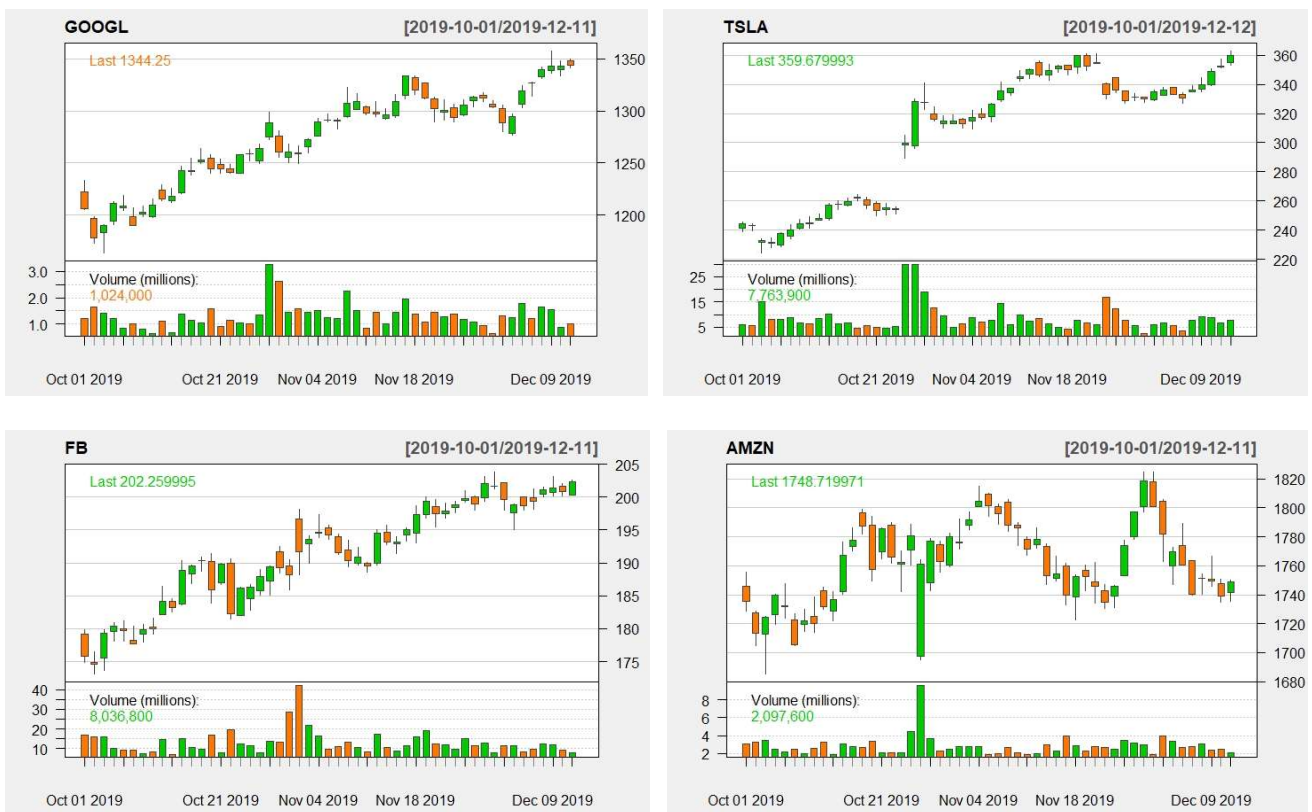 GOOGL [2019-10-01/2019-12-11]
Last 1344.25
1350
1300
1250
1200
Volume (millions):
1,024,000
3.0
2.0
1.0
Oct 01 2019 Oct 21 2019 Nov 04 2019 Nov 18 2019 Dec 09 2019
TSLA [2019-10-01/2019-12-12]
Last 359.679993
360
340
320
300
280
260
240
220
Volume (millions):
7,763,900
25
15
5
Oct 01 2019 Oct 21 2019 Nov 04 2019 Nov 18 2019 Dec 09 2019
FB [2019-10-01/2019-12-11]
Last 202.259995
205
200
195
190
185
180
175
Volume (millions):
8,036,800
40
30
20
10
Oct 01 2019 Oct 21 2019 Nov 04 2019 Nov 18 2019 Dec 09 2019
AMZN [2019-10-01/2019-12-11]
Last 1748.719971
1820
1800
1780
1760
1740
1720
1700
1680
Volume (millions):
2,097,600
8
6
4
2
Oct 01 2019 Oct 21 2019 Nov 04 2019 Nov 18 2019 Dec 09 2019